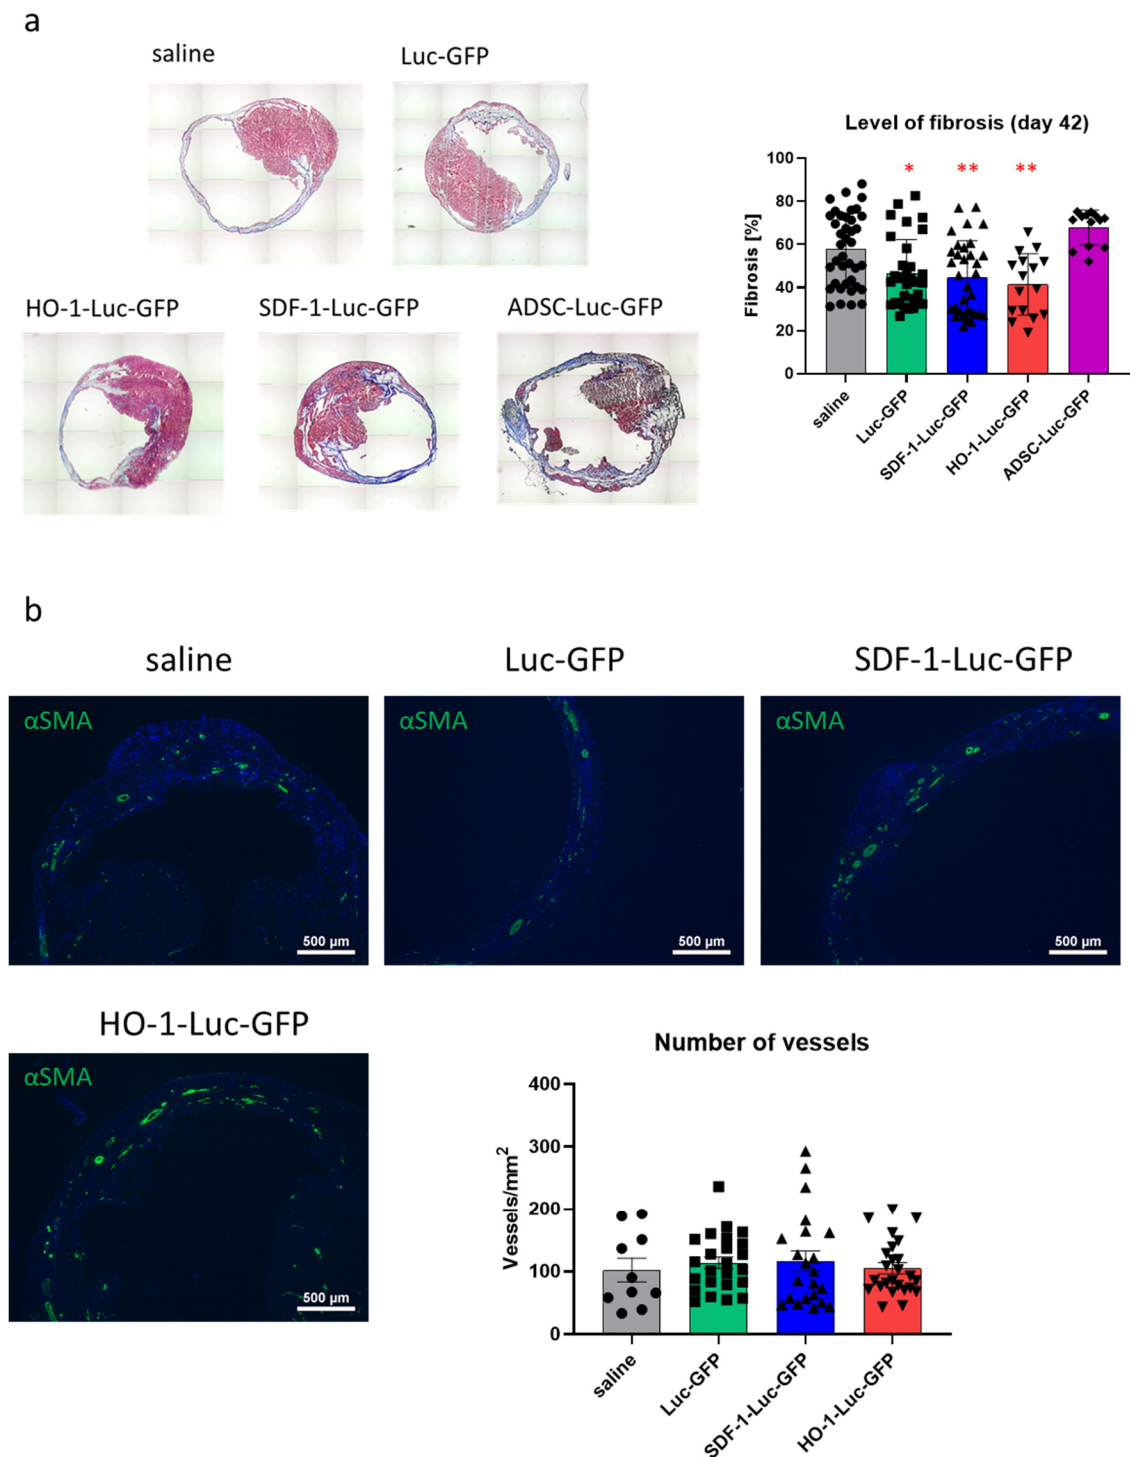 a
saline
Luc-GFP
HO-1-Luc-GFP
SDF-1-Luc-GFP
ADSC-Luc-GFP
Level of fibrosis (day 42)
Fibrosis [%]
100
80
60
40
20
0
*
**
**
saline
Luc-GFP
SDF-1-Luc-GFP
HO-1-Luc-GFP
ADSC-Luc-GFP
b
saline
Luc-GFP
SDF-1-Luc-GFP
αSMA
αSMA
αSMA
500 µm
500 µm
500 µm
HO-1-Luc-GFP
αSMA
500 µm
Number of vessels
Vessels/mm²
400
300
200
100
0
saline
Luc-GFP
SDF-1-Luc-GFP
HO-1-Luc-GFP